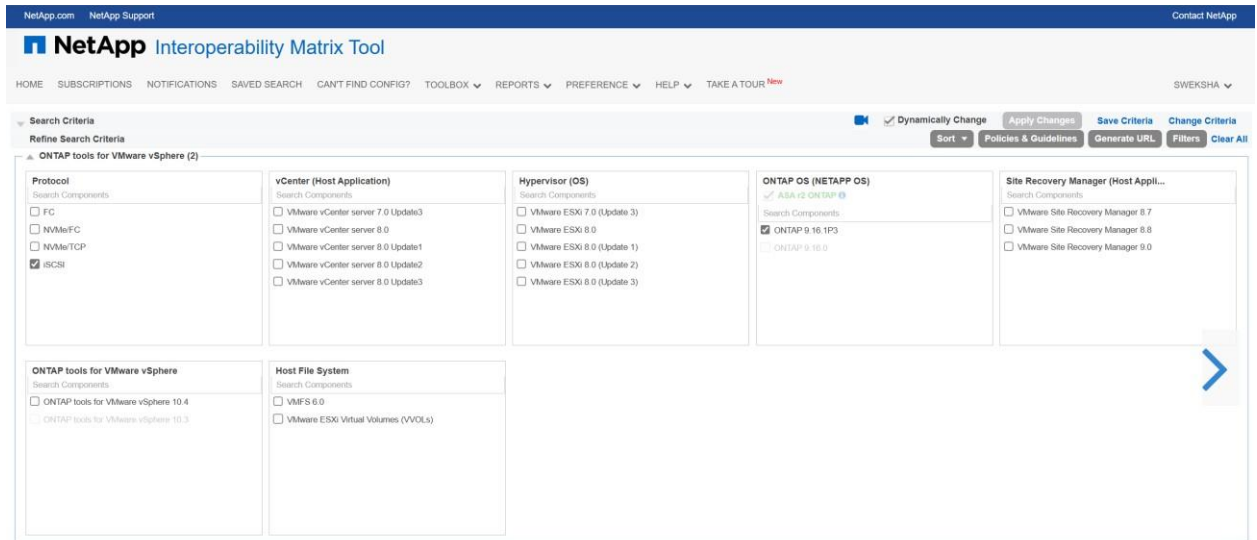 NetApp.com NetApp Support Contact NetApp
NetApp Interoperability Matrix Tool
HOME SUBSCRIPTIONS NOTIFICATIONS SAVED SEARCH CAN'T FIND CONFIG? TOOLBOX REPORTS PREFERENCE HELP TAKE A TOUR New SWEKSHA
Search Criteria Dynamically Change Apply Changes Save Criteria Change Criteria
Refine Search Criteria Sort Policies & Guidelines Generate URL Filters Clear All
ONTAP tools for VMware vSphere (2)
Protocol
Search Components
FC
NVMe/FC
NVMe/TCP
iSCSI
vCenter (Host Application)
Search Components
VMware vCenter server 7.0 Update3
VMware vCenter server 8.0
VMware vCenter server 8.0 Update1
VMware vCenter server 8.0 Update2
VMware vCenter server 8.0 Update3
Hypervisor (OS)
Search Components
VMware ESXi 7.0 (Update 3)
VMware ESXi 8.0
VMware ESXi 8.0 (Update 1)
VMware ESXi 8.0 (Update 2)
VMware ESXi 8.0 (Update 3)
ONTAP OS (NETAPP OS)
ASA r2 ONTAP
Search Components
ONTAP 9.16.1P3
ONTAP 9.16.0
Site Recovery Manager (Host Appli...
Search Components
VMware Site Recovery Manager 8.7
VMware Site Recovery Manager 8.8
VMware Site Recovery Manager 9.0
ONTAP tools for VMware vSphere
Search Components
ONTAP tools for VMware vSphere 10.4
ONTAP tools for VMware vSphere 10.3
Host File System
Search Components
VMFS 6.0
VMware ESXi Virtual Volumes (VVOLs)